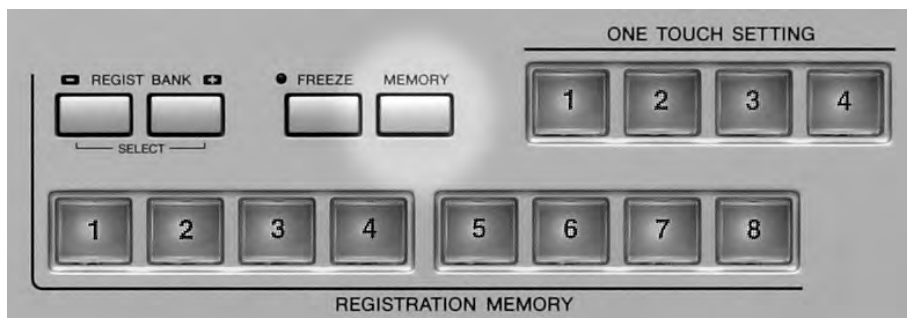 ONE TOUCH SETTING
- REGIST BANK +
FREEZE MEMORY
1 2 3 4
SELECT
1 2 3 4 5 6 7 8
REGISTRATION MEMORY